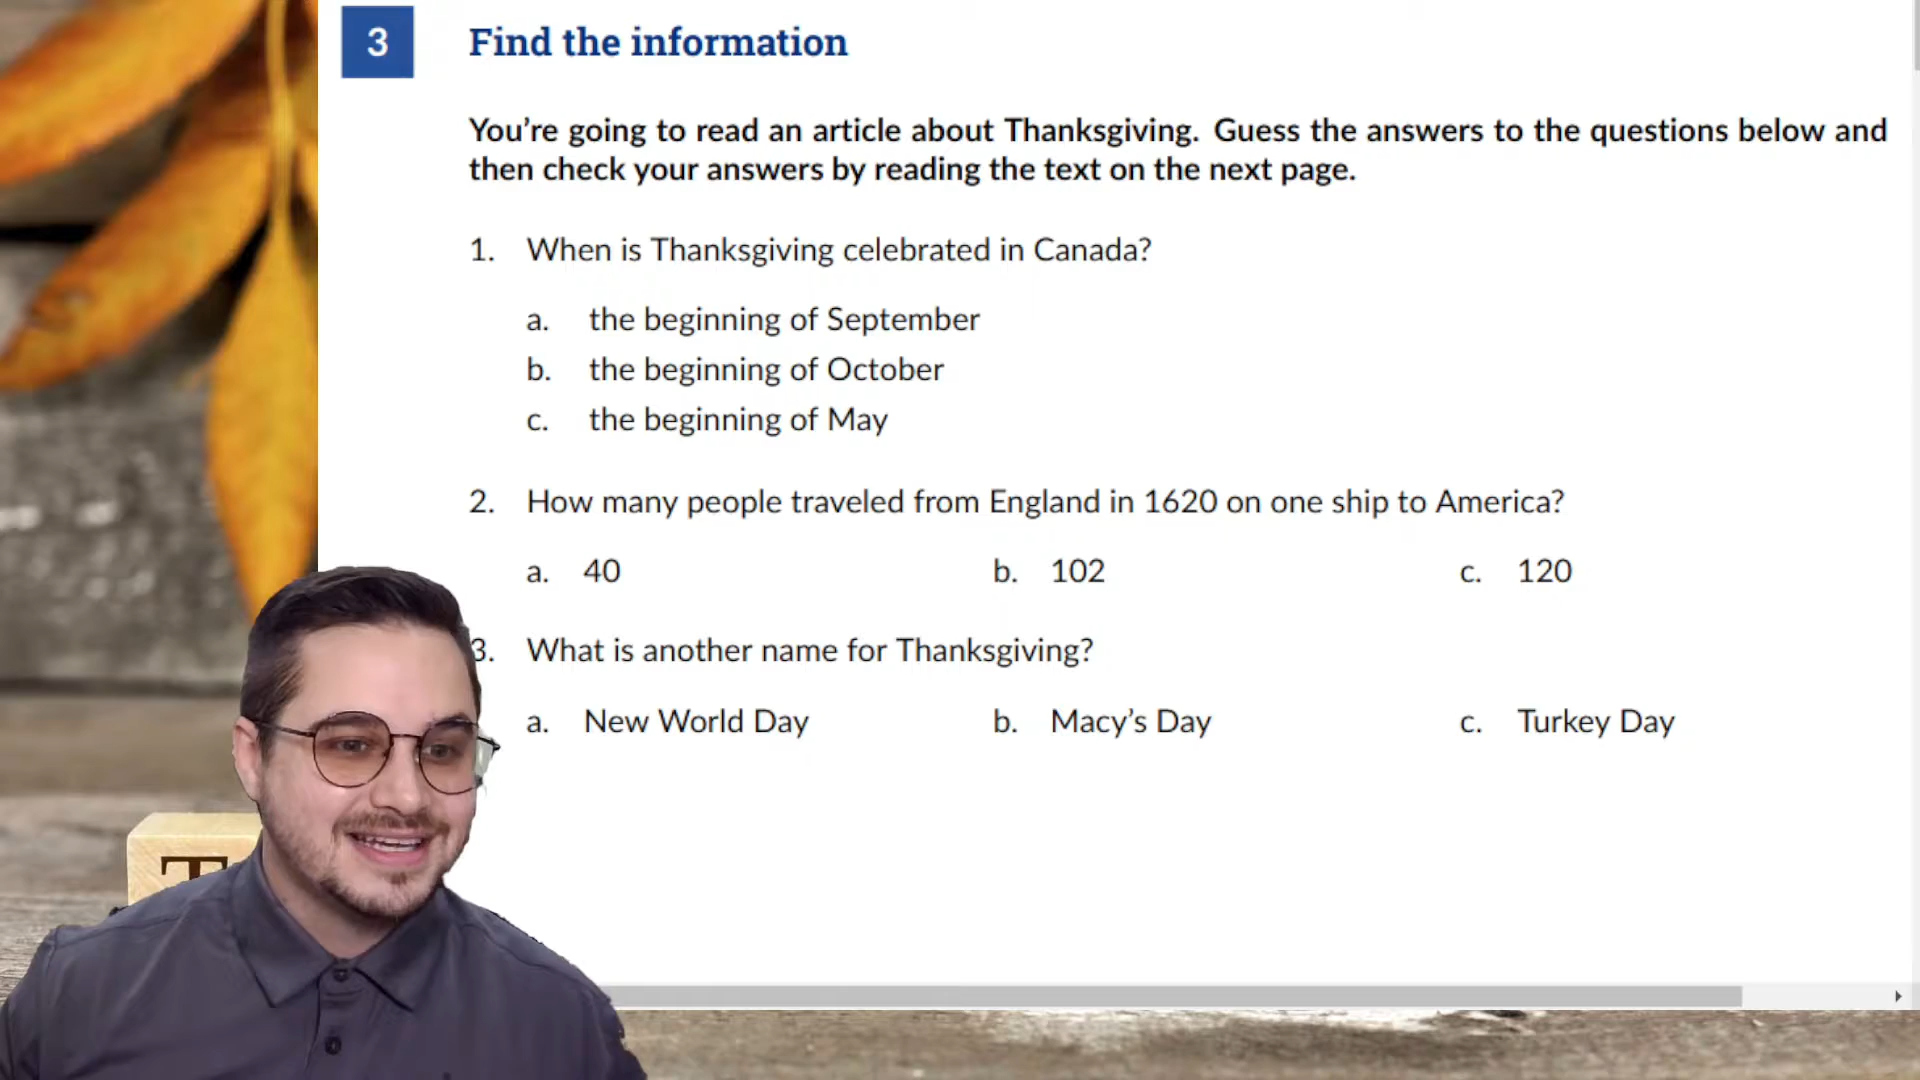 3 Find the information
You're going to read an article about Thanksgiving. Guess the answers to the questions below and
then check your answers by reading the text on the next page.
1. When is Thanksgiving celebrated in Canada?
a. the beginning of September
b. the beginning of October
c. the beginning of May
2. How many people traveled from England in 1620 on one ship to America?
a. 40 b. 102 c. 120
3. What is another name for Thanksgiving?
a. New World Day b. Macy's Day c. Turkey Day
T